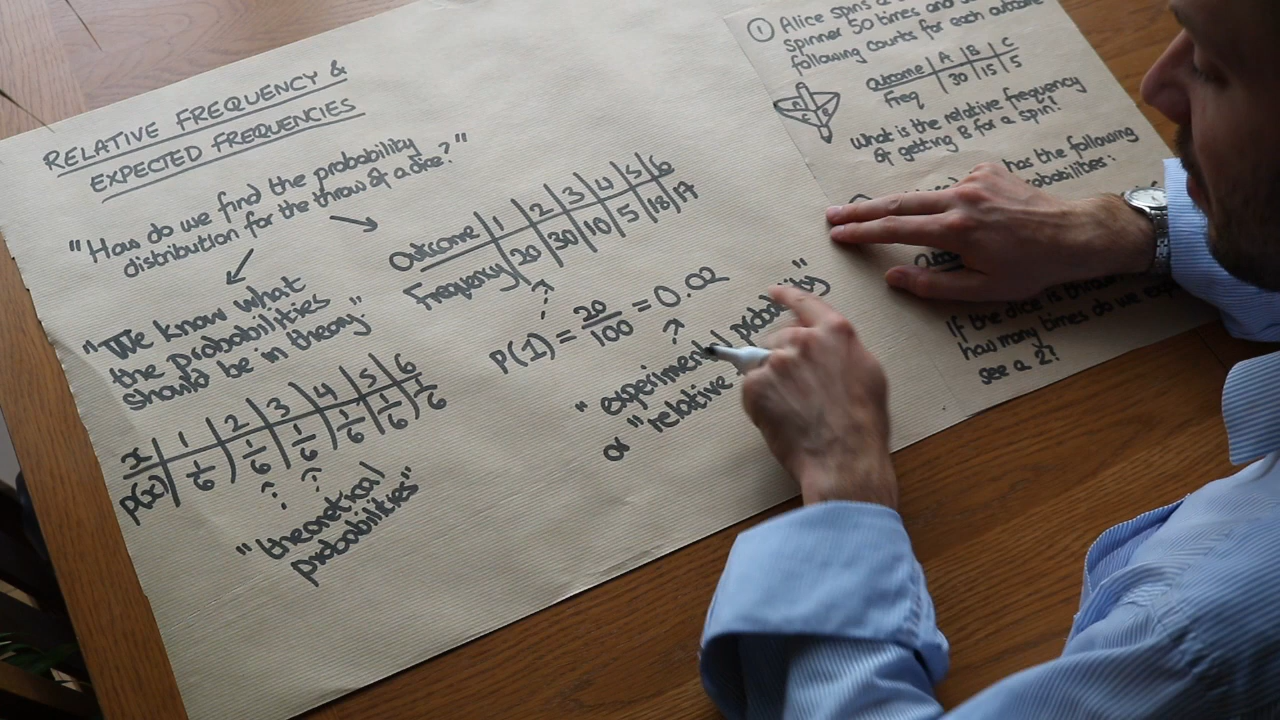 RELATIVE FREQUENCY &
EXPECTED FREQUENCIES
"How do we find the probability
distribution for the throw of a dice?"
"We know what
the probabilities
should be in theory."
x 1 2 3 4 5 6
P(x) 1/6 1/6 1/6 1/6 1/6 1/6
"theoretical
probabilities"
Outcome 1 2 3 4 5 6
Frequency 20 30 10 5 18 17
P(1) = 20/100 = 0.02
"experimental probability"
or "relative
① Alice spins a
spinner 50 times and
following counts for each outcome
Outcome A B C
Freq 30 15 5
What is the relative frequency
of getting B for a spin?
has the following
probabilities:
If the dice is
how many times do we
see a 2?